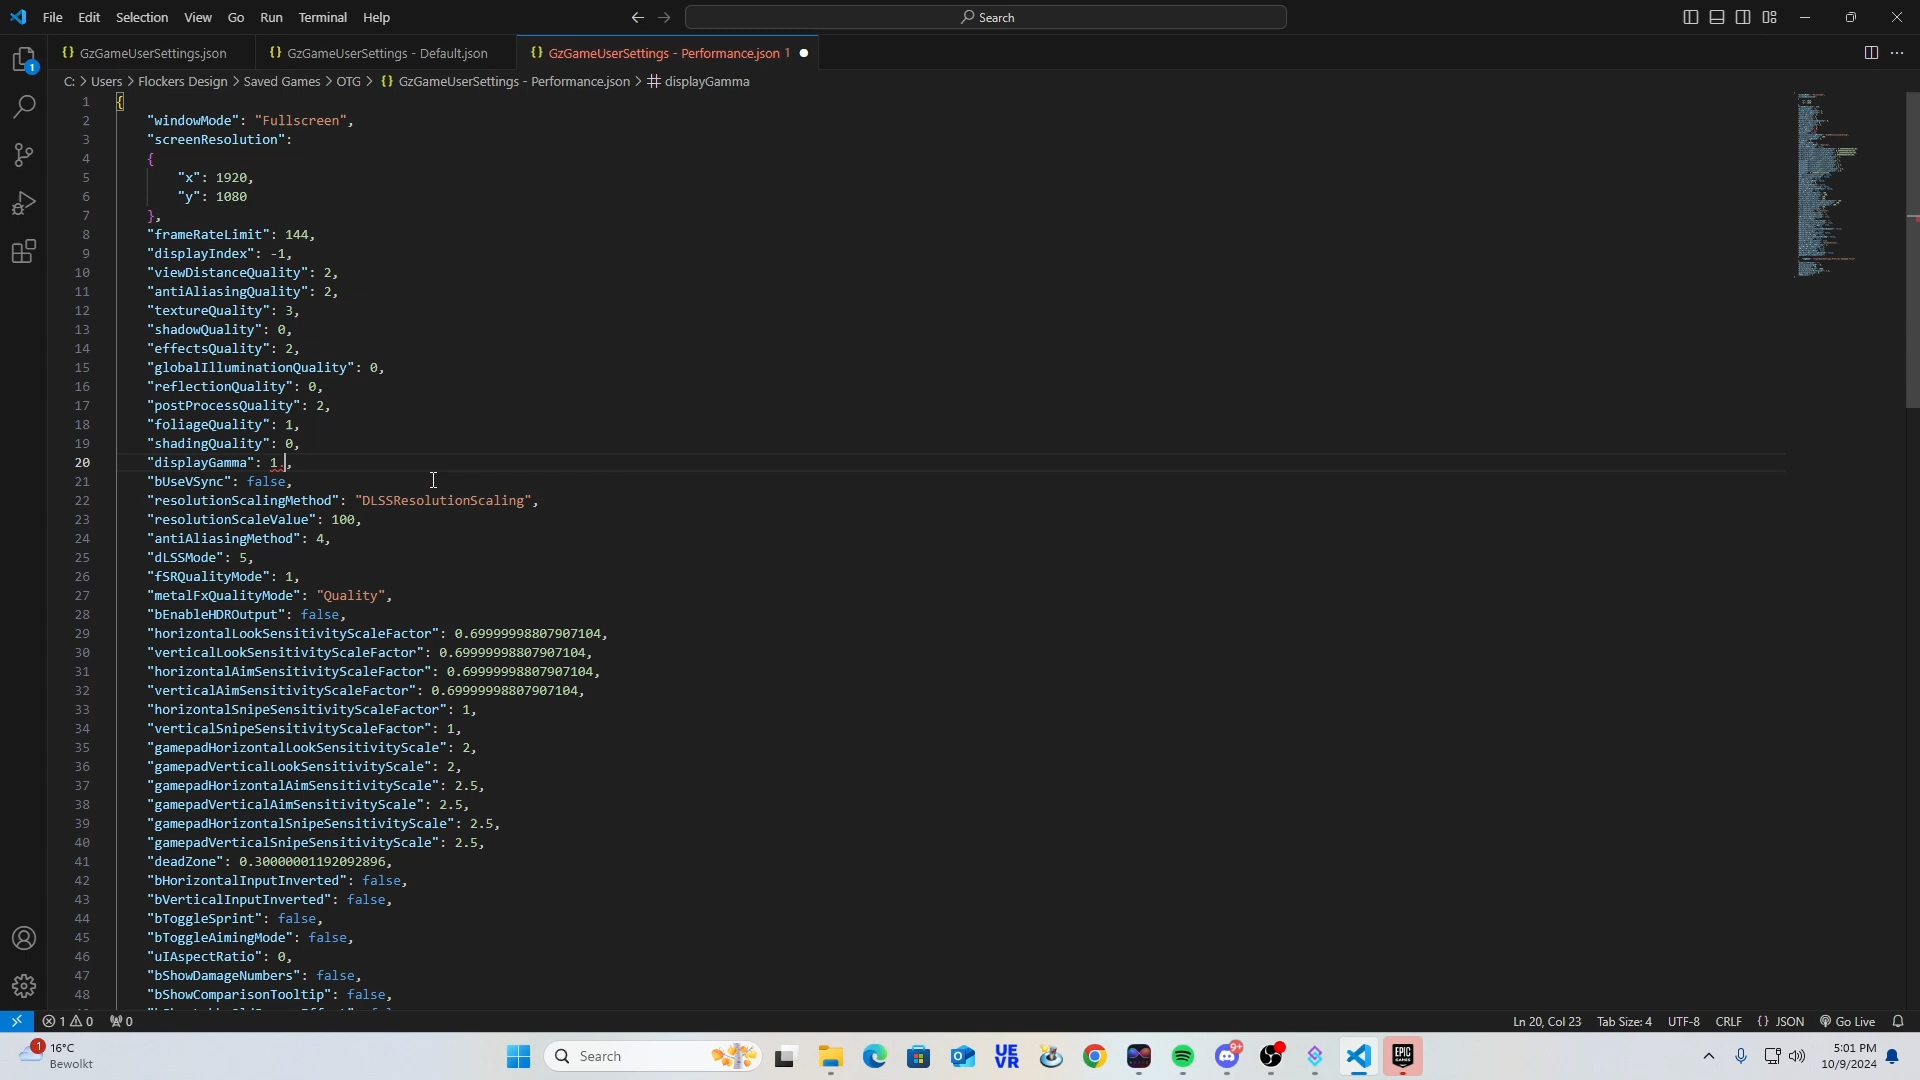 File Edit Selection View Go Run Terminal Help
Search
GzGameUserSettings.json
GzGameUserSettings - Default.json
GzGameUserSettings - Performance.json 1
C: > Users > Flockers Design > Saved Games > OTG > {} GzGameUserSettings - Performance.json > displayGamma
1 {
2 "windowMode": "Fullscreen",
3 "screenResolution":
4 {
5 "x": 1920,
6 "y": 1080
7 },
8 "frameRateLimit": 144,
9 "displayIndex": -1,
10 "viewDistanceQuality": 2,
11 "antiAliasingQuality": 2,
12 "textureQuality": 3,
13 "shadowQuality": 0,
14 "effectsQuality": 2,
15 "globalIlluminationQuality": 0,
16 "reflectionQuality": 0,
17 "postProcessQuality": 2,
18 "foliageQuality": 1,
19 "shadingQuality": 0,
20 "displayGamma": 1.,
21 "bUseVSync": false,
22 "resolutionScalingMethod": "DLSSResolutionScaling",
23 "resolutionScaleValue": 100,
24 "antiAliasingMethod": 4,
25 "dLSSMode": 5,
26 "fSRQualityMode": 1,
27 "metalFxQualityMode": "Quality",
28 "bEnableHDROutput": false,
29 "horizontalLookSensitivityScaleFactor": 0.69999998807907104,
30 "verticalLookSensitivityScaleFactor": 0.69999998807907104,
31 "horizontalAimSensitivityScaleFactor": 0.69999998807907104,
32 "verticalAimSensitivityScaleFactor": 0.69999998807907104,
33 "horizontalSnipeSensitivityScaleFactor": 1,
34 "verticalSnipeSensitivityScaleFactor": 1,
35 "gamepadHorizontalLookSensitivityScale": 2,
36 "gamepadVerticalLookSensitivityScale": 2,
37 "gamepadHorizontalAimSensitivityScale": 2.5,
38 "gamepadVerticalAimSensitivityScale": 2.5,
39 "gamepadHorizontalSnipeSensitivityScale": 2.5,
40 "gamepadVerticalSnipeSensitivityScale": 2.5,
41 "deadZone": 0.30000001192092896,
42 "bHorizontalInputInverted": false,
43 "bVerticalInputInverted": false,
44 "bToggleSprint": false,
45 "bToggleAimingMode": false,
46 "uIAspectRatio": 0,
47 "bShowDamageNumbers": false,
48 "bShowComparisonTooltip": false,
1 0 0 Ln 20, Col 23 Tab Size: 4 UTF-8 CRLF {} JSON Go Live
1 16°C
Bewolkt
Search
UE
VR
9+
EPIC
GAMES
5:01 PM
10/9/2024